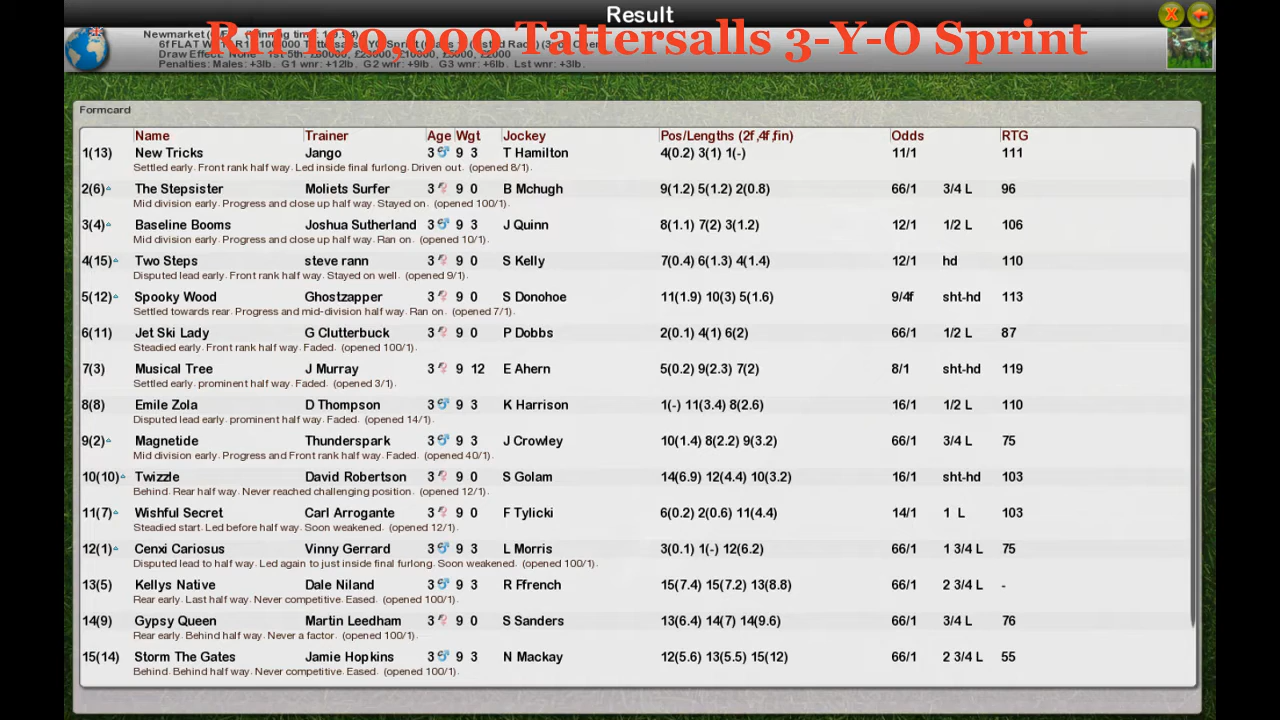 Result
R11 100,000 Tattersalls 3-Y-O Sprint
Penalties: Males: +3lb. G1 wnr: +12lb. G2 wnr: +9lb. G3 wnr: +6lb. Lst wnr: +3lb.
Formcard
Name Trainer Age Wgt Jockey Pos/Lengths (2f,4f,fin) Odds RTG
1(13) New Tricks Jango 3 9 3 T Hamilton 4(0.2) 3(1) 1(-) 11/1 111
Settled early. Front rank half way. Led inside final furlong. Driven out. (opened 8/1).
2(6) The Stepsister Moliets Surfer 3 9 0 B Mchugh 9(1.2) 5(1.2) 2(0.8) 66/1 3/4 L 96
Mid division early. Progress and close up half way. Stayed on. (opened 100/1).
3(4) Baseline Booms Joshua Sutherland 3 9 3 J Quinn 8(1.1) 7(2) 3(1.2) 12/1 1/2 L 106
Mid division early. Progress and close up half way. Ran on. (opened 10/1).
4(15) Two Steps steve rann 3 9 0 S Kelly 7(0.4) 6(1.3) 4(1.4) 12/1 hd 110
Disputed lead early. Front rank half way. Stayed on well. (opened 9/1).
5(12) Spooky Wood Ghostzapper 3 9 0 S Donohoe 11(1.9) 10(3) 5(1.6) 9/4f sht-hd 113
Settled towards rear. Progress and mid-division half way. Ran on. (opened 7/1).
6(11) Jet Ski Lady G Clutterbuck 3 9 0 P Dobbs 2(0.1) 4(1) 6(2) 66/1 1/2 L 87
Steadied early. Front rank half way. Faded. (opened 100/1).
7(3) Musical Tree J Murray 3 9 12 E Ahern 5(0.2) 9(2.3) 7(2) 8/1 sht-hd 119
Settled early. prominent half way. Faded. (opened 3/1).
8(8) Emile Zola D Thompson 3 9 3 K Harrison 1(-) 11(3.4) 8(2.6) 16/1 1/2 L 110
Disputed lead early. prominent half way. Faded. (opened 14/1).
9(2) Magnetide Thunderspark 3 9 3 J Crowley 10(1.4) 8(2.2) 9(3.2) 66/1 3/4 L 75
Mid division early. Progress and Front rank half way. Faded. (opened 40/1).
10(10) Twizzle David Robertson 3 9 0 S Golam 14(6.9) 12(4.4) 10(3.2) 16/1 sht-hd 103
Behind. Rear half way. Never reached challenging position. (opened 12/1).
11(7) Wishful Secret Carl Arrogante 3 9 0 F Tylicki 6(0.2) 2(0.6) 11(4.4) 14/1 1 L 103
Steadied start. Led before half way. Soon weakened. (opened 12/1).
12(1) Cenxi Cariosus Vinny Gerrard 3 9 3 L Morris 3(0.1) 1(-) 12(6.2) 66/1 1 3/4 L 75
Disputed lead to half way. Led again to just inside final furlong. Soon weakened. (opened 100/1).
13(5) Kellys Native Dale Niland 3 9 3 R Ffrench 15(7.4) 15(7.2) 13(8.8) 66/1 2 3/4 L -
Rear early. Last half way. Never competitive. Eased. (opened 100/1).
14(9) Gypsy Queen Martin Leedham 3 9 0 S Sanders 13(6.4) 14(7) 14(9.6) 66/1 3/4 L 76
Rear early. Behind half way. Never a factor. (opened 100/1).
15(14) Storm The Gates Jamie Hopkins 3 9 3 N Mackay 12(5.6) 13(5.5) 15(12) 66/1 2 3/4 L 55
Behind. Behind half way. Never competitive. Eased. (opened 100/1).